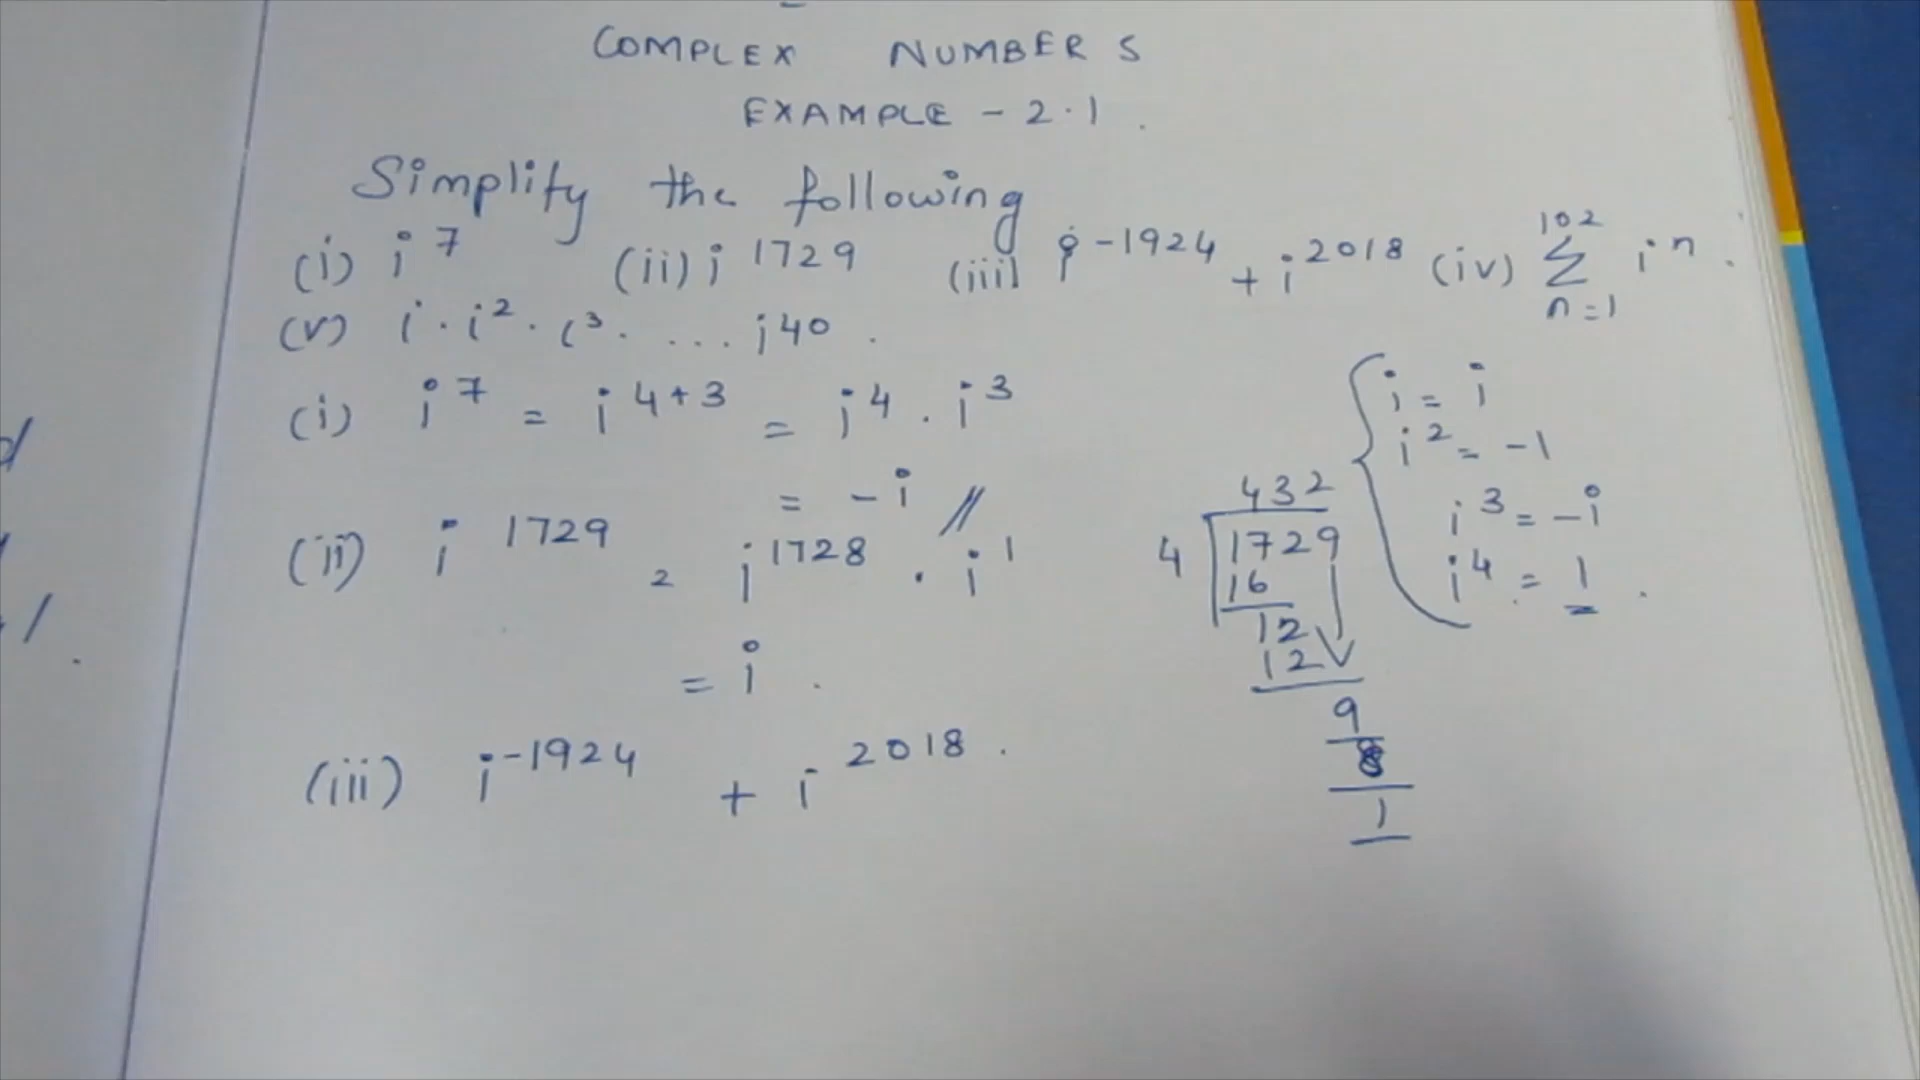 COMPLEX NUMBERS
EXAMPLE - 2.1.
Simplify the following
(i) i^7 (ii) i^1729 (iii) i^-1924 + i^2018 (iv) 102 Σ n=1 i^n.
(v) i . i^2 . i^3 . ... i^40.
(i) i^7 = i^4+3 = i^4 . i^3
= -i //
(ii) i^1729 = i^1728 . i^1
= i.
(iii) i^-1924 + i^2018.
432
4 1729
16
12
12
9
8
1
i = i
i^2 = -1
i^3 = -i
i^4 = 1.